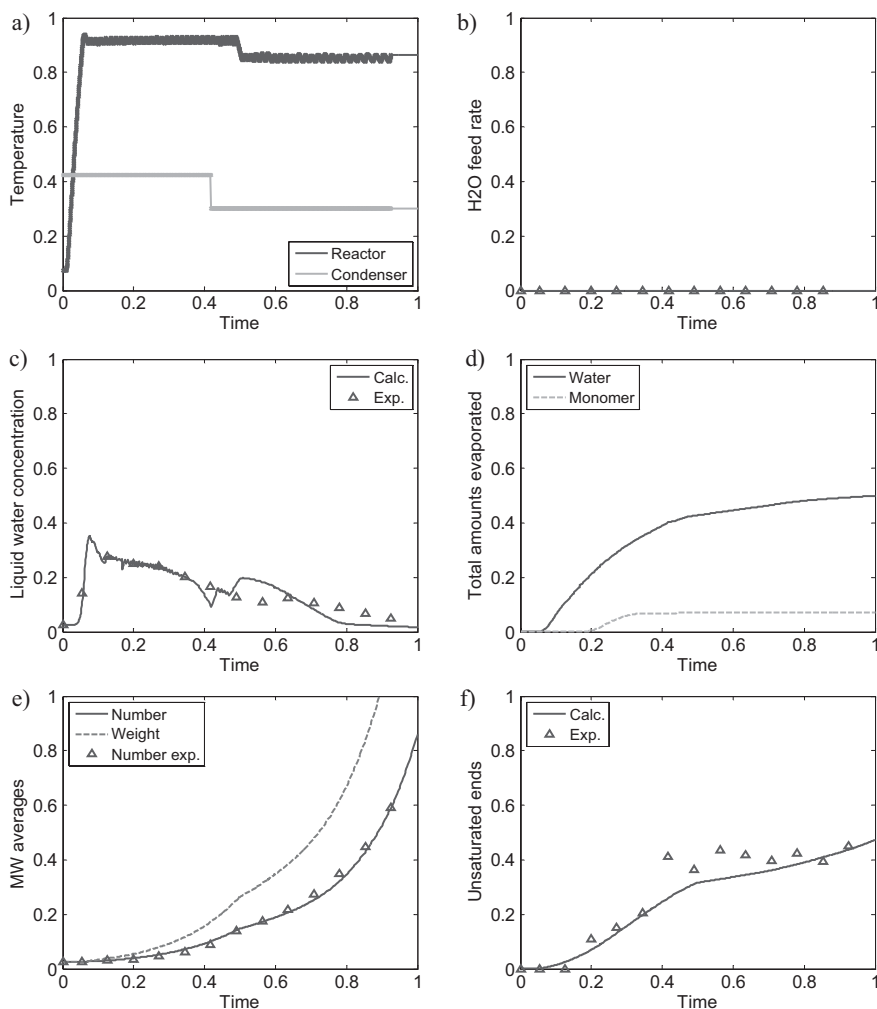 a)
1
0.8
0.6
0.4
0.2
0
Temperature
Reactor
Condenser
0 0.2 0.4 0.6 0.8 1
Time
b)
1
0.8
0.6
0.4
0.2
0
H2O feed rate
0 0.2 0.4 0.6 0.8 1
Time
c)
1
0.8
0.6
0.4
0.2
0
Liquid water concentration
Calc.
Exp.
0 0.2 0.4 0.6 0.8 1
Time
d)
1
0.8
0.6
0.4
0.2
0
Total amounts evaporated
Water
Monomer
0 0.2 0.4 0.6 0.8 1
Time
e)
1
0.8
0.6
0.4
0.2
0
MW averages
Number
Weight
Number exp.
0 0.2 0.4 0.6 0.8 1
Time
f)
1
0.8
0.6
0.4
0.2
0
Unsaturated ends
Calc.
Exp.
0 0.2 0.4 0.6 0.8 1
Time